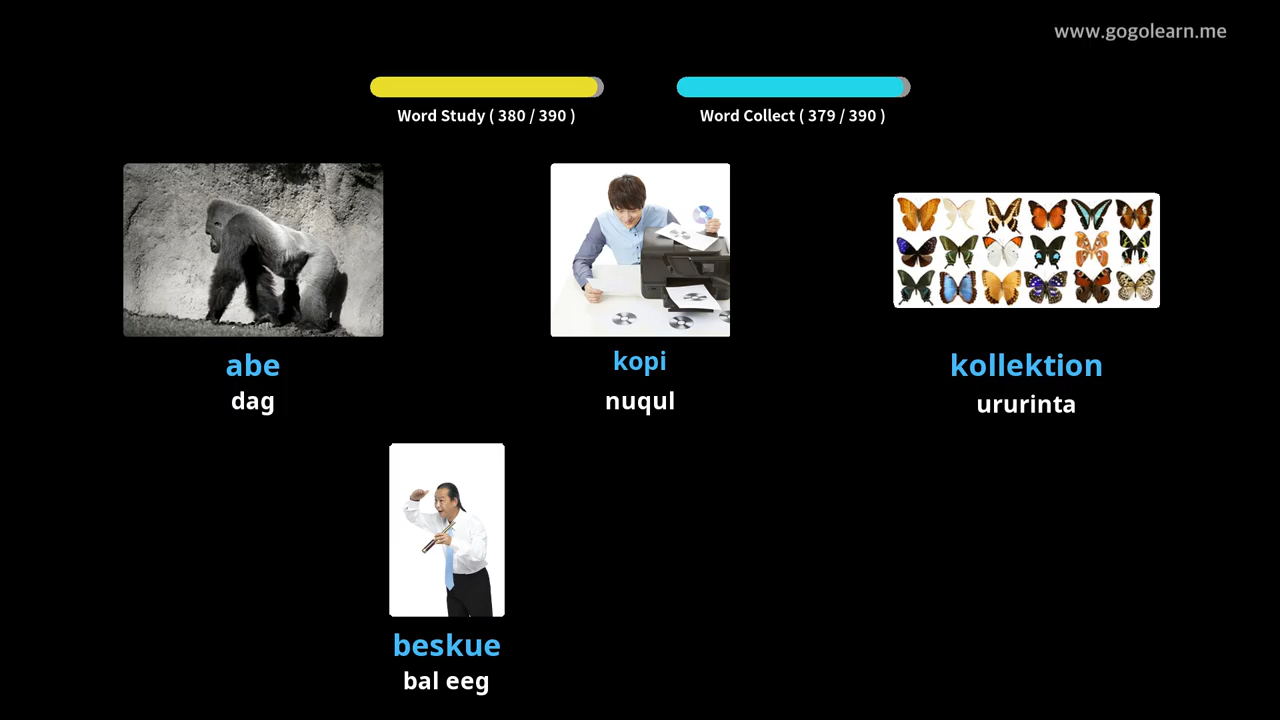 www.gogolearn.me
Word Study ( 380 / 390 )
Word Collect ( 379 / 390 )
abe
dag
kopi
nuqul
kollektion
ururinta
beskue
bal eeg